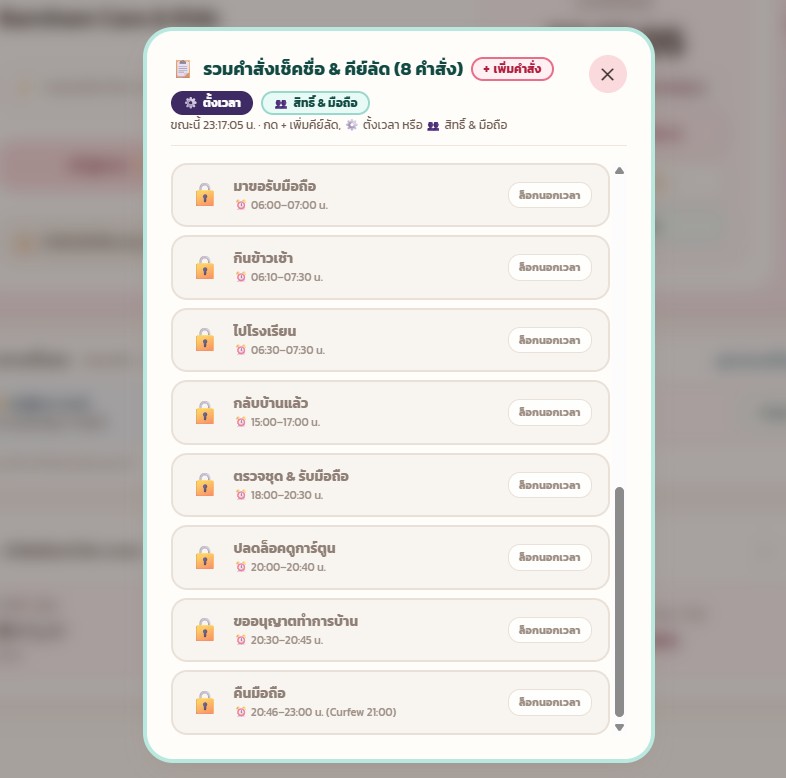 รวมคำสั่งเช็คชื่อ & คีย์ลัด (8 คำสั่ง)
+ เพิ่มคำสั่ง
ตั้งเวลา
สิทธิ์ & มือถือ
ขณะนี้ 23:17:05 น. · กด + เพิ่มคีย์ลัด, ตั้งเวลา หรือ สิทธิ์ & มือถือ
มาขอรับมือถือ
06:00–07:00 น.
ล็อกนอกเวลา
กินข้าวเช้า
06:10–07:30 น.
ล็อกนอกเวลา
ไปโรงเรียน
06:30–07:30 น.
ล็อกนอกเวลา
กลับบ้านแล้ว
15:00–17:00 น.
ล็อกนอกเวลา
ตรวจชุด & รับมือถือ
18:00–20:30 น.
ล็อกนอกเวลา
ปลดล็อคดูการ์ตูน
20:00–20:40 น.
ล็อกนอกเวลา
ขออนุญาตทำการบ้าน
20:30–20:45 น.
ล็อกนอกเวลา
คืนมือถือ
20:46–23:00 น. (Curfew 21:00)
ล็อกนอกเวลา